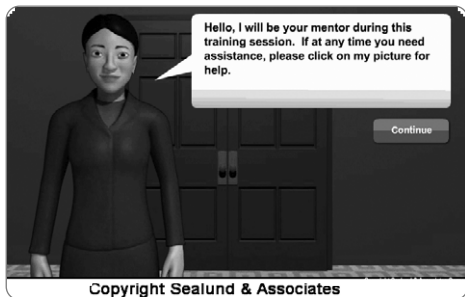 Hello, I will be your mentor during this
training session.  If at any time you need
assistance, please click on my picture for
help.
Continue
Copyright Sealund & Associates